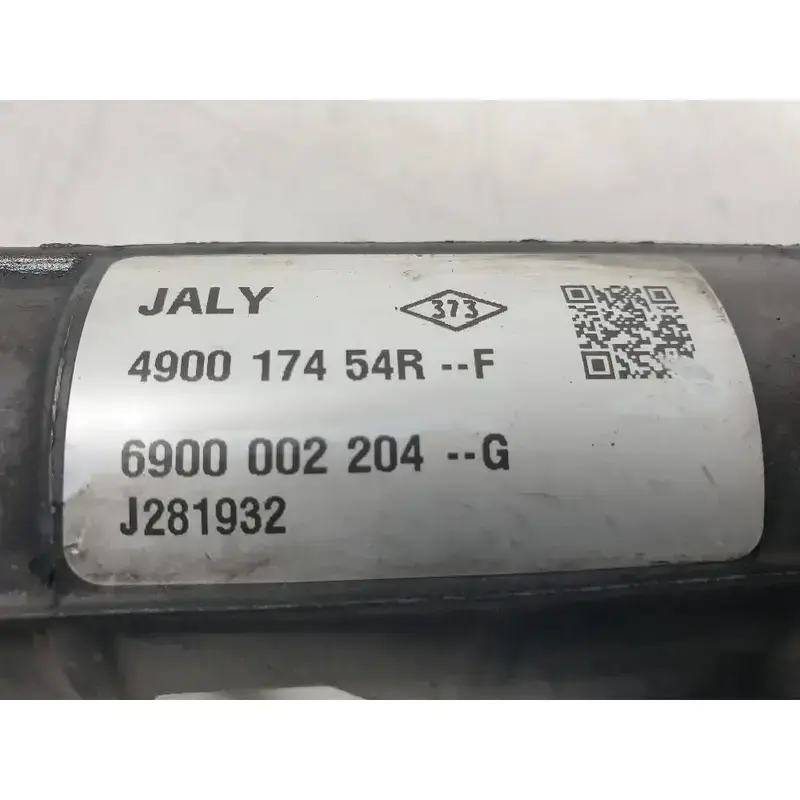 JALY 373
4900 174 54R --F
6900 002 204 --G
J281932